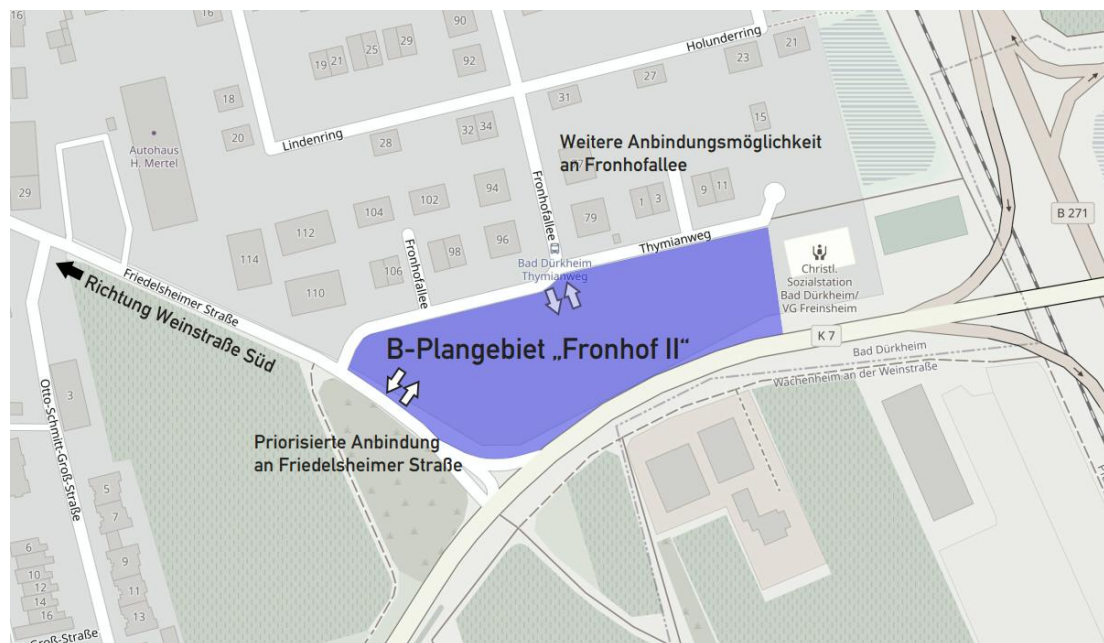 90
Holunderring
21
25
29
19
21
92
23
27
18
31
15
20
32
34
Lindenring
28
Weitere Anbindungsmöglichkeit
an Fronhofallee
Autohaus
H. Mertel
Fronhofallee
B 271
29
94
9
11
102
1
3
104
79
112
96
98
Thymianweg
114
106
Fronhofallee
Bad Dürkheim
Thymianweg
110
Christl.
Sozialstation
Bad Dürkheim/
VG Freinsheim
Friedelsheimer Straße
Richtung Weinstraße Süd
K 7
B-Plangebiet „Fronhof II“
Bad Dürkheim
Wachenheim an der Weinstraße
3
Otto-Schmitt-Groß-Straße
Priorisierte Anbindung
an Friedelsheimer Straße
5
7
6
9
10
12
11
14
16
13
Groß-Straße